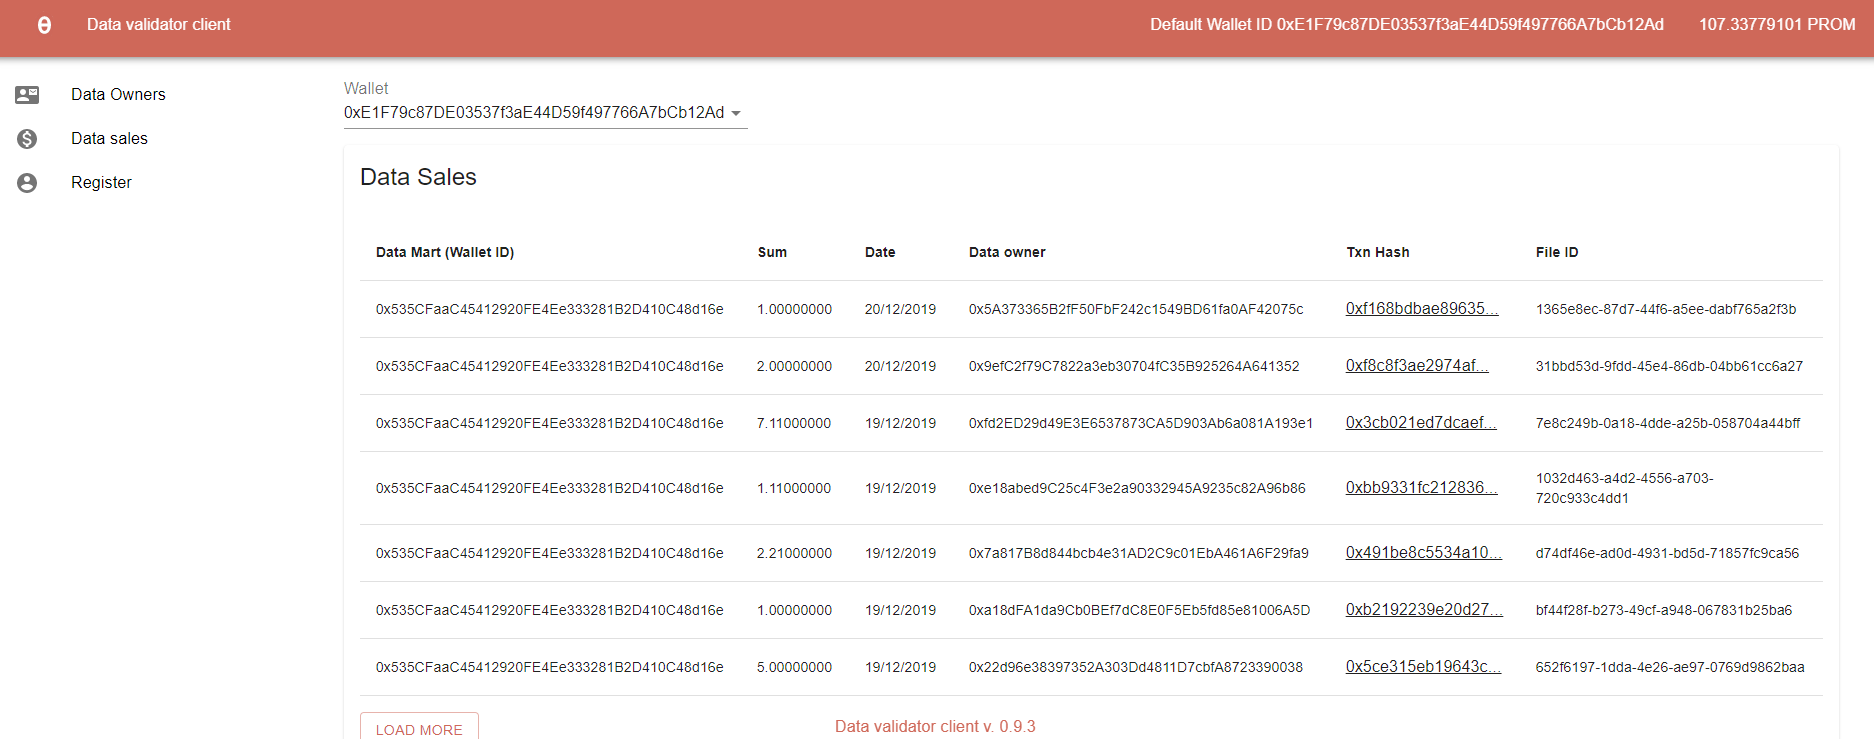 Data validator client
Default Wallet ID 0xE1F79c87DE03537f3aE44D59f497766A7bCb12Ad 107.33779101 PROM
Data Owners
Data sales
Register
Wallet
0xE1F79c87DE03537f3aE44D59f497766A7bCb12Ad
Data Sales
Data Mart (Wallet ID) Sum Date Data owner Txn Hash File ID
0x535CFaaC45412920FE4Ee333281B2D410C48d16e 1.00000000 20/12/2019 0x5A373365B2fF50FbF242c1549BD61fa0AF42075c 0xf168bdbae89635... 1365e8ec-87d7-44f6-a5ee-dabf765a2f3b
0x535CFaaC45412920FE4Ee333281B2D410C48d16e 2.00000000 20/12/2019 0x9efC2f79C7822a3eb30704fC35B925264A641352 0xf8c8f3ae2974af... 31bbd53d-9fdd-45e4-86db-04bb61cc6a27
0x535CFaaC45412920FE4Ee333281B2D410C48d16e 7.11000000 19/12/2019 0xfd2ED29d49E3E6537873CA5D903Ab6a081A193e1 0x3cb021ed7dcaef... 7e8c249b-0a18-4dde-a25b-058704a44bff
0x535CFaaC45412920FE4Ee333281B2D410C48d16e 1.11000000 19/12/2019 0xe18abed9C25c4F3e2a90332945A9235c82A96b86 0xbb9331fc212836... 1032d463-a4d2-4556-a703-
720c933c4dd1
0x535CFaaC45412920FE4Ee333281B2D410C48d16e 2.21000000 19/12/2019 0x7a817B8d844bcb4e31AD2C9c01EbA461A6F29fa9 0x491be8c5534a10... d74df46e-ad0d-4931-bd5d-71857fc9ca56
0x535CFaaC45412920FE4Ee333281B2D410C48d16e 1.00000000 19/12/2019 0xa18dFA1da9Cb0BEf7dC8E0F5Eb5fd85e81006A5D 0xb2192239e20d27... bf44f28f-b273-49cf-a948-067831b25ba6
0x535CFaaC45412920FE4Ee333281B2D410C48d16e 5.00000000 19/12/2019 0x22d96e38397352A303Dd4811D7cbfA8723390038 0x5ce315eb19643c... 652f6197-1dda-4e26-ae97-0769d9862baa
LOAD MORE
Data validator client v. 0.9.3